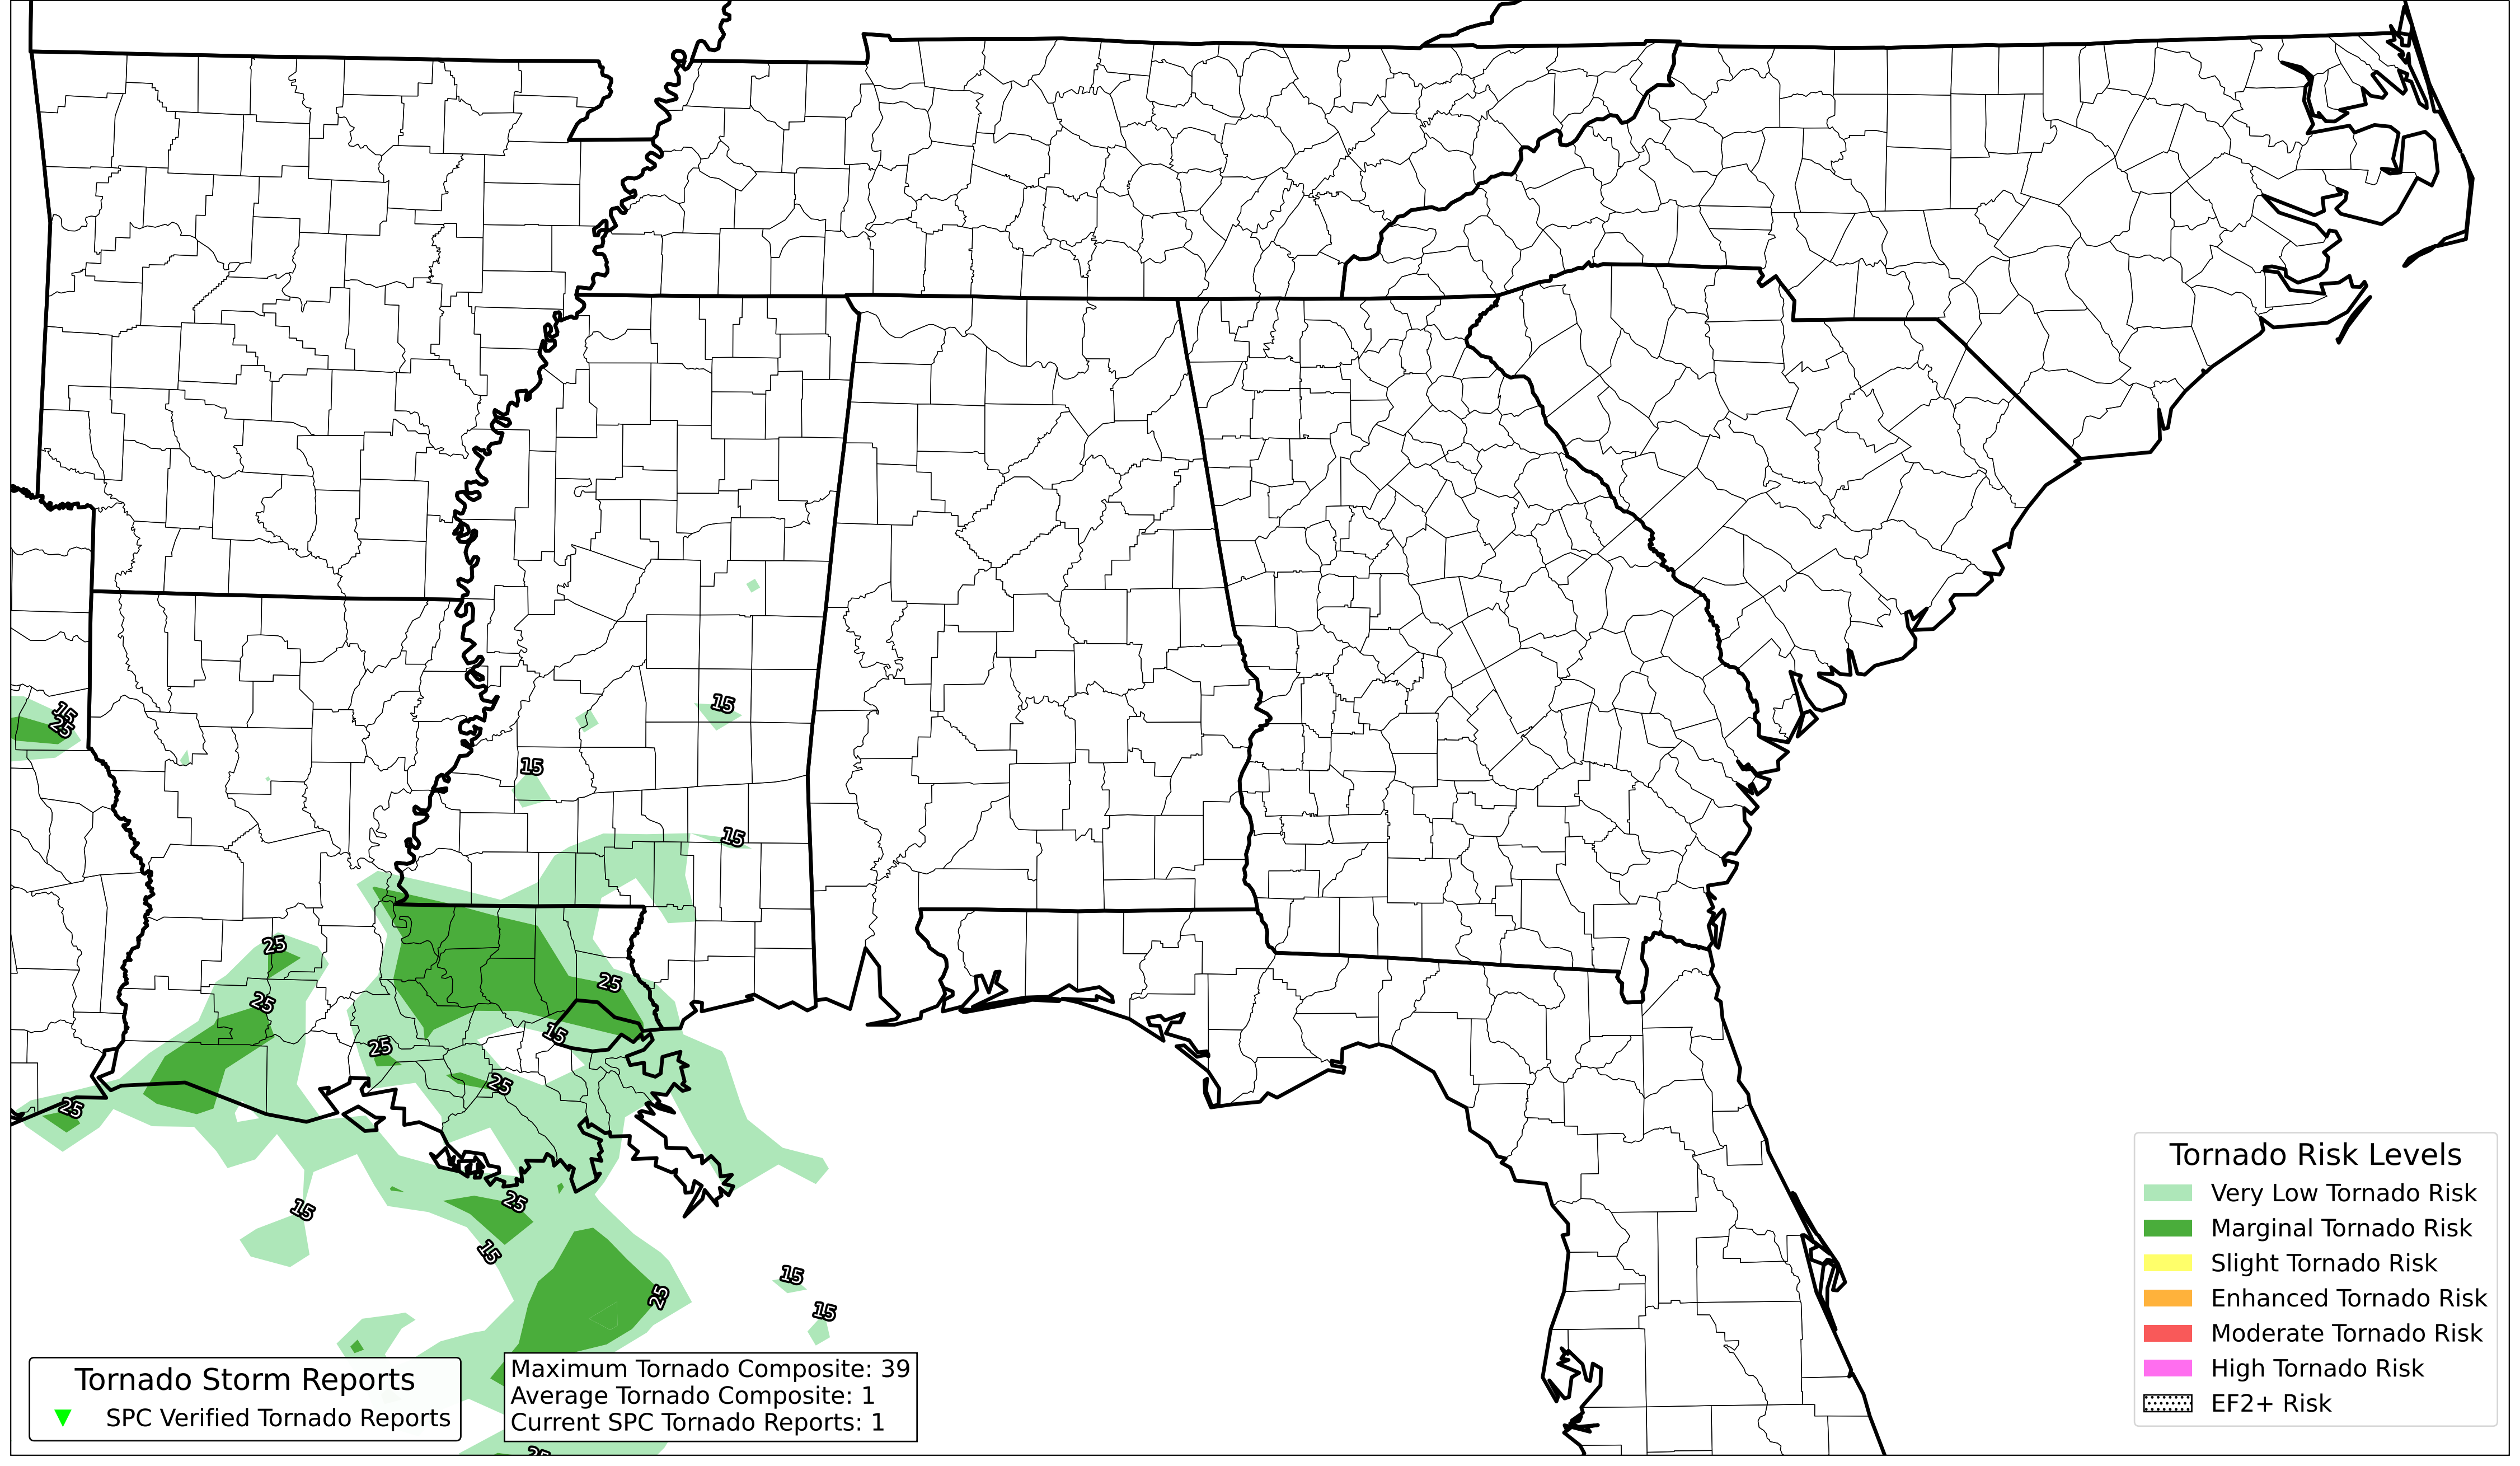 15
25
15
15
15
25
25
25
15
25
25
25
15
25
15
25
15
15
25
Tornado Storm Reports
SPC Verified Tornado Reports
Maximum Tornado Composite: 39
Average Tornado Composite: 1
Current SPC Tornado Reports: 1
Tornado Risk Levels
Very Low Tornado Risk
Marginal Tornado Risk
Slight Tornado Risk
Enhanced Tornado Risk
Moderate Tornado Risk
High Tornado Risk
EF2+ Risk